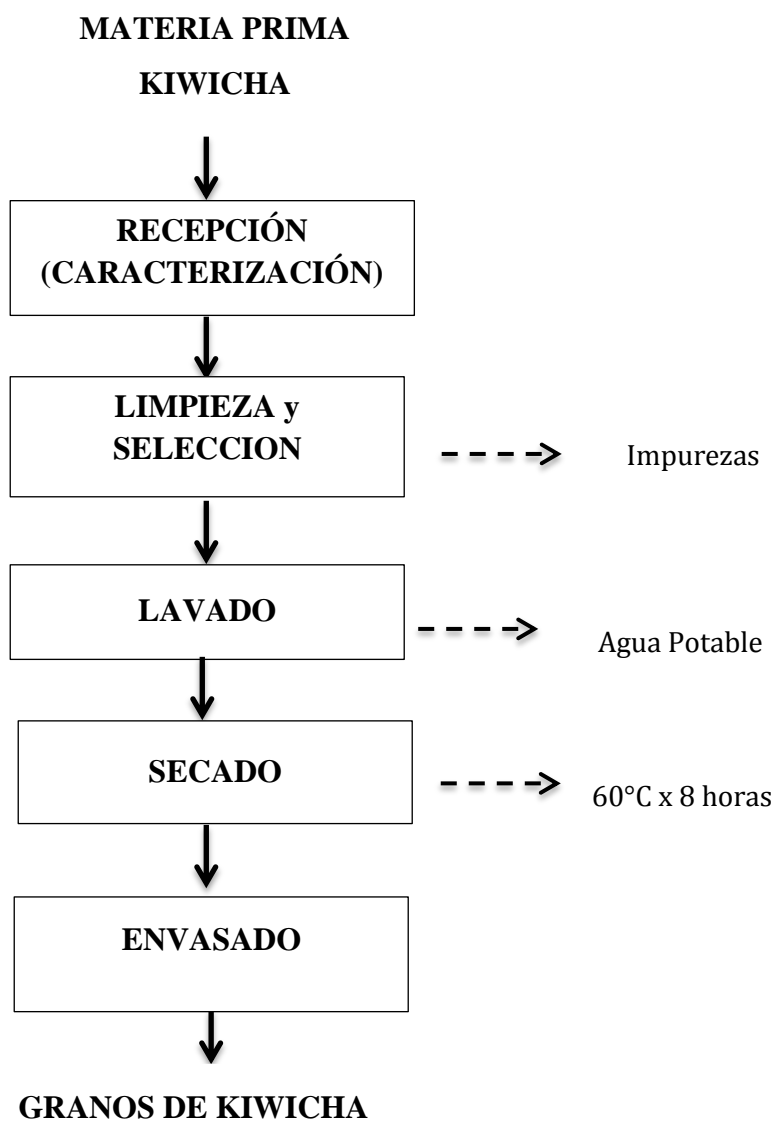 MATERIA PRIMA
KIWICHA
RECEPCIÓN
(CARACTERIZACIÓN)
LIMPIEZA y
SELECCION
Impurezas
LAVADO
Agua Potable
SECADO
60°C x 8 horas
ENVASADO
GRANOS DE KIWICHA